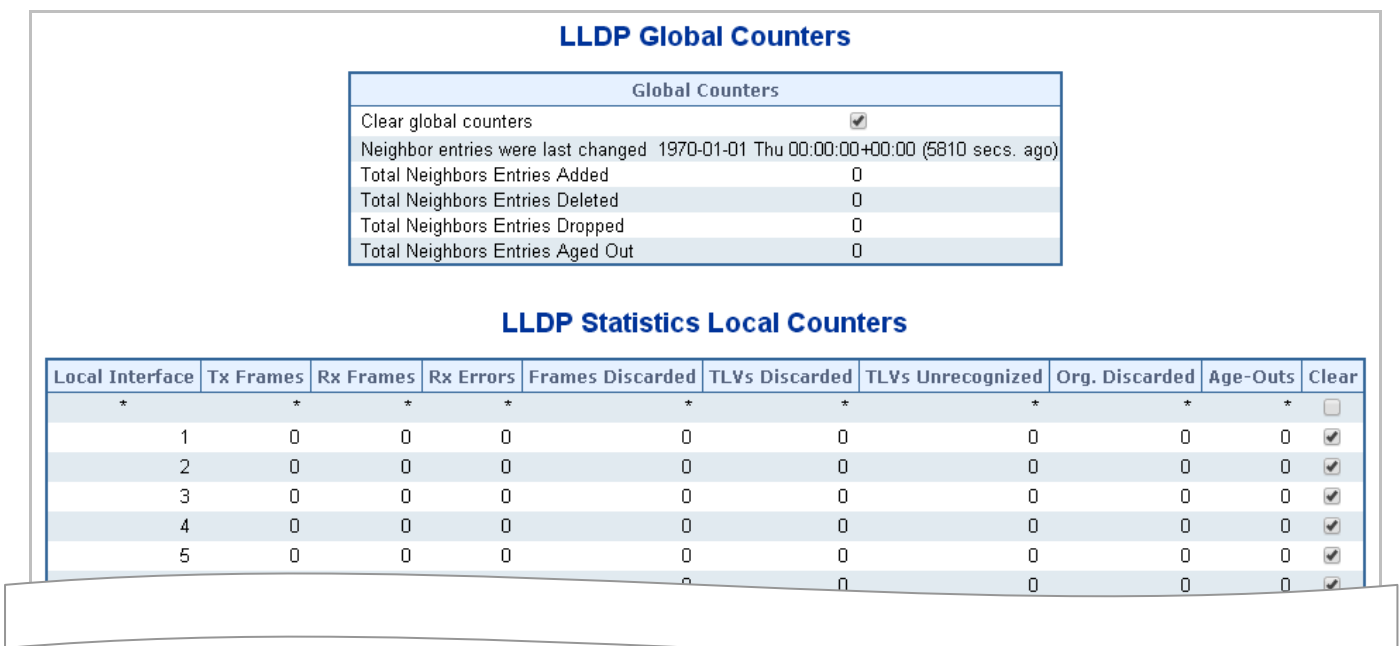 LLDP Global Counters
Global Counters
Clear global counters
Neighbor entries were last changed 1970-01-01 Thu 00:00:00+00:00 (5810 secs. ago)
Total Neighbors Entries Added 0
Total Neighbors Entries Deleted 0
Total Neighbors Entries Dropped 0
Total Neighbors Entries Aged Out 0
LLDP Statistics Local Counters
Local Interface Tx Frames Rx Frames Rx Errors Frames Discarded TLVs Discarded TLVs Unrecognized Org. Discarded Age-Outs Clear
* * * * * * * * *
1 0 0 0 0 0 0 0 0
2 0 0 0 0 0 0 0 0
3 0 0 0 0 0 0 0 0
4 0 0 0 0 0 0 0 0
5 0 0 0 0 0 0 0 0
0 0 0 0 0